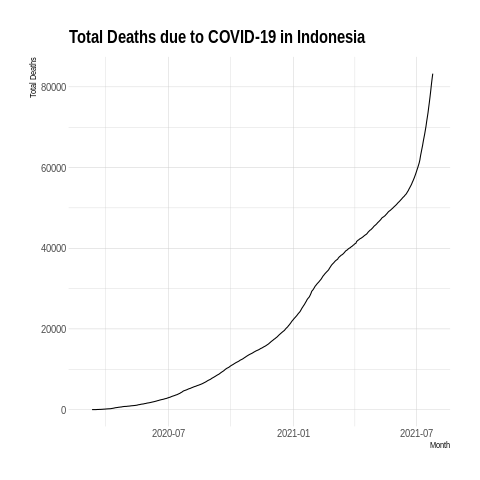 Total Deaths due to COVID-19 in Indonesia
Total Deaths
80000
60000
40000
20000
0
2020-07 2021-01 2021-07
Month